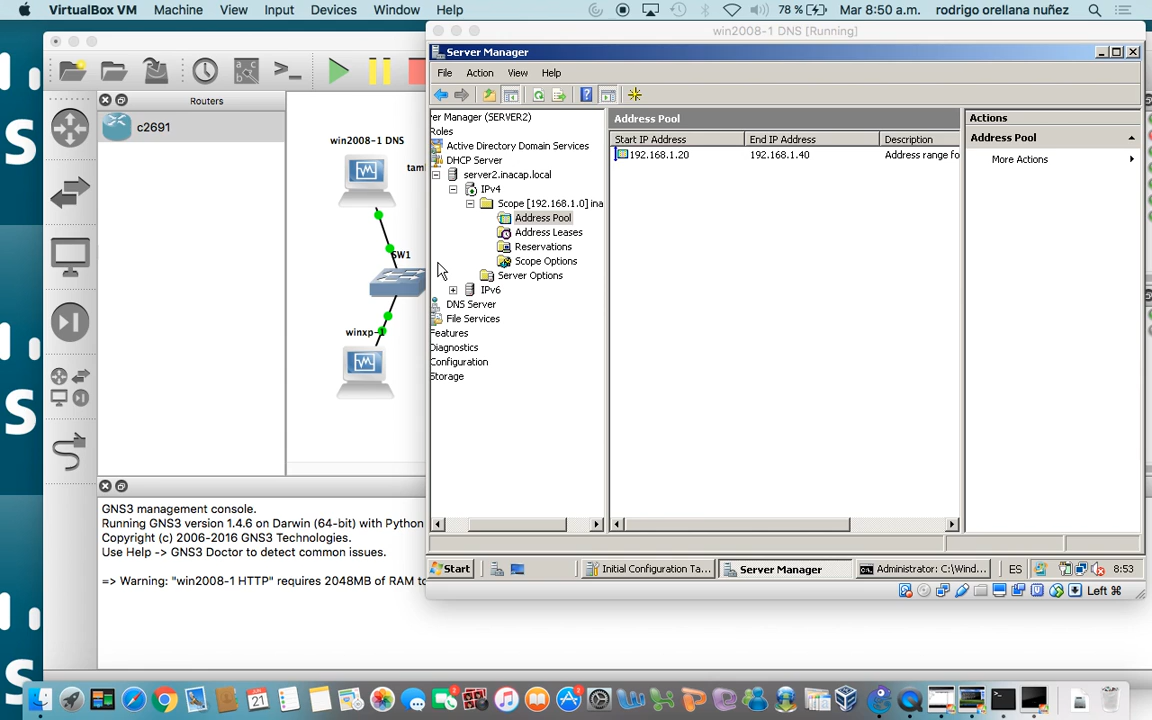 VirtualBox VM Machine View Input Devices Window Help 78 % Mar 8:50 a.m. rodrigo orellana nuñez
win2008-1 DNS [Running]
Server Manager
File Action View Help
Routers
c2691
win2008-1 DNS
tam
SW1
winxp-1
er Manager (SERVER2)
Roles
Active Directory Domain Services
DHCP Server
server2.inacap.local
IPv4
Scope [192.168.1.0] ina
Address Pool
Address Leases
Reservations
Scope Options
Server Options
IPv6
DNS Server
File Services
Features
Diagnostics
Configuration
Storage
Address Pool
Start IP Address End IP Address Description
192.168.1.20 192.168.1.40 Address range fo
Actions
Address Pool
More Actions
GNS3 management console.
Running GNS3 version 1.4.6 on Darwin (64-bit) with Python
Copyright (c) 2006-2016 GNS3 Technologies.
Use Help -> GNS3 Doctor to detect common issues.
=> Warning: "win2008-1 HTTP" requires 2048MB of RAM to
Start Initial Configuration Ta... Server Manager Administrator: C:\Wind... ES 8:53
Left ⌘